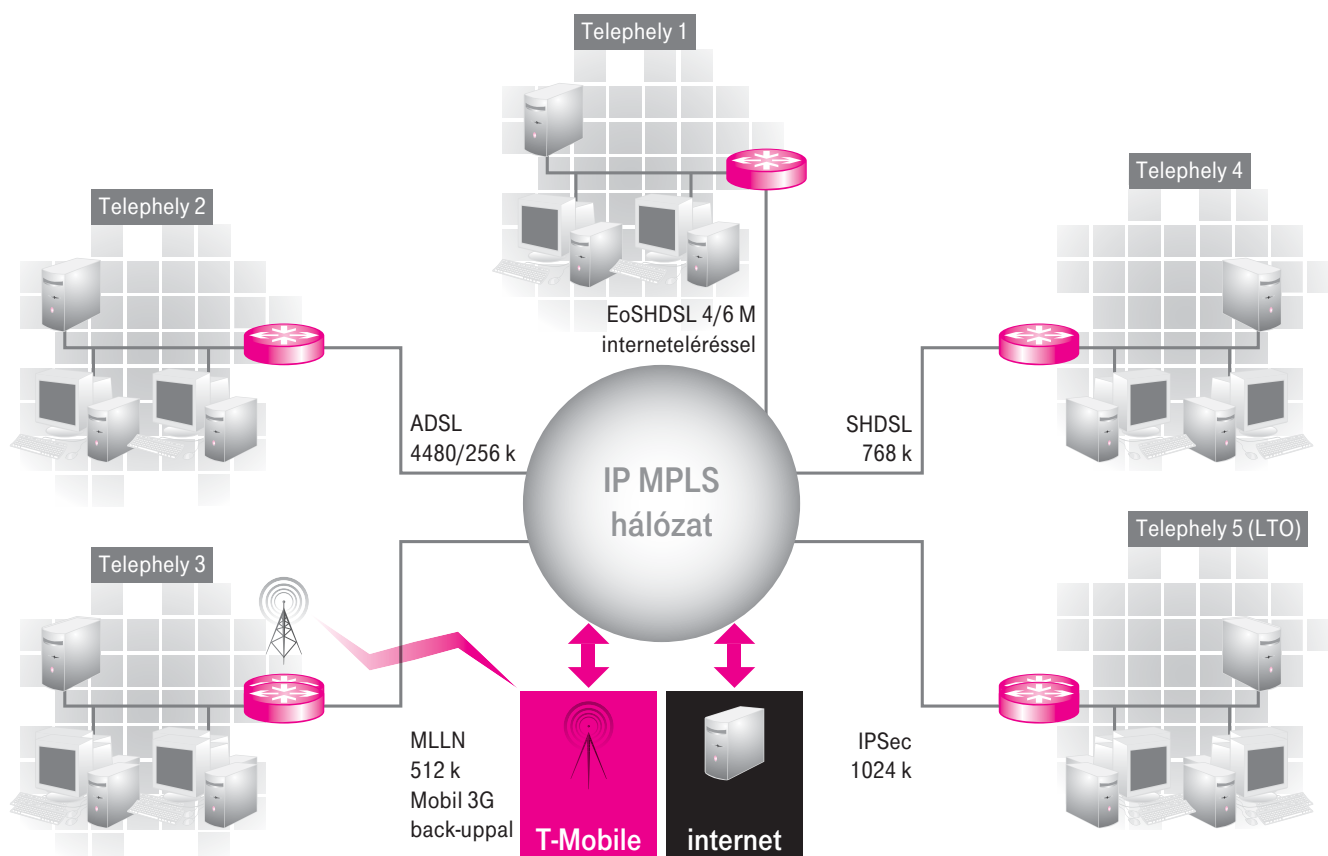 Telephely 1
Telephely 2
Telephely 4
EoSHDSL 4/6 M
interneteléréssel
ADSL
4480/256 k
SHDSL
768 k
IP MPLS
hálózat
Telephely 3
Telephely 5 (LTO)
MLLN
512 k
Mobil 3G
back-uppal
IPSec
1024 k
T-Mobile
internet